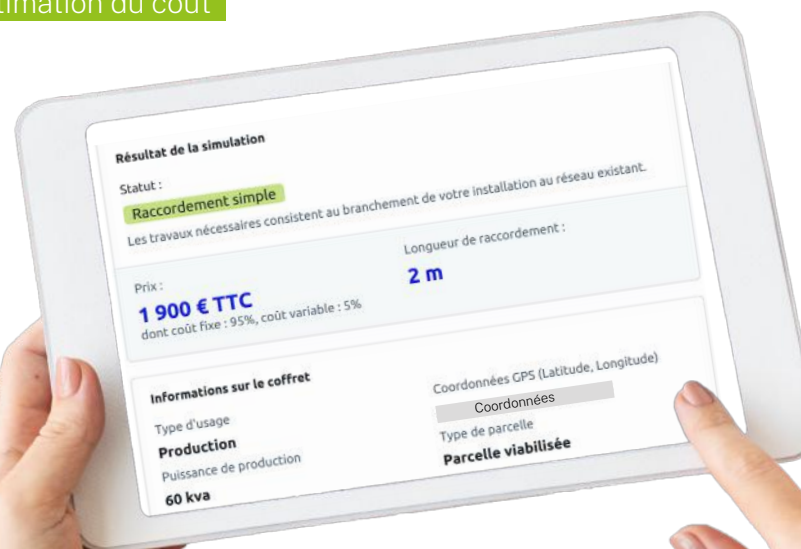 timation du coût
Résultat de la simulation
Statut :
Raccordement simple
Les travaux nécessaires consistent au branchement de votre installation au réseau existant.
Prix :
1 900 € TTC
dont coût fixe : 95%, coût variable : 5%
Longueur de raccordement :
2 m
Informations sur le coffret
Type d'usage
Production
Puissance de production
60 kva
Coordonnées GPS (Latitude, Longitude)
Coordonnées
Type de parcelle
Parcelle viabilisée